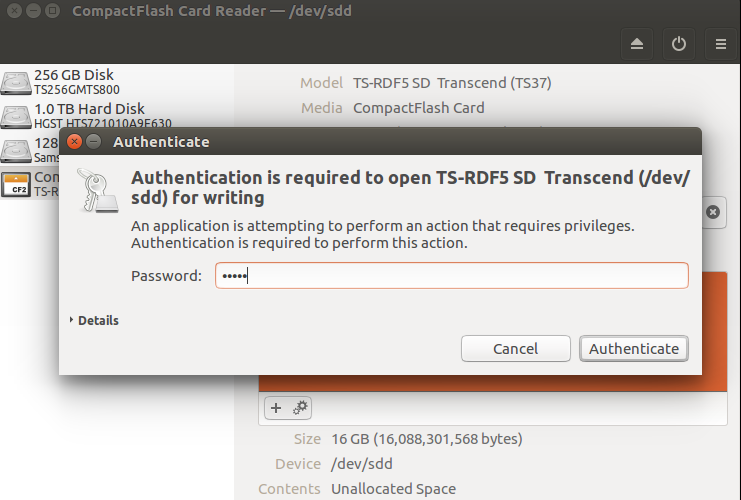 CompactFlash Card Reader — /dev/sdd
256 GB Disk
TS256GMTS800
1.0 TB Hard Disk
HGST HTS721010A9E630
128
Sams
Con
TS-R
CF2
Model TS-RDF5 SD Transcend (TS37)
Media CompactFlash Card
Authenticate
Authentication is required to open TS-RDF5 SD Transcend (/dev/
sdd) for writing
An application is attempting to perform an action that requires privileges.
Authentication is required to perform this action.
Password: •••••
Details
Cancel Authenticate
Size 16 GB (16,088,301,568 bytes)
Device /dev/sdd
Contents Unallocated Space